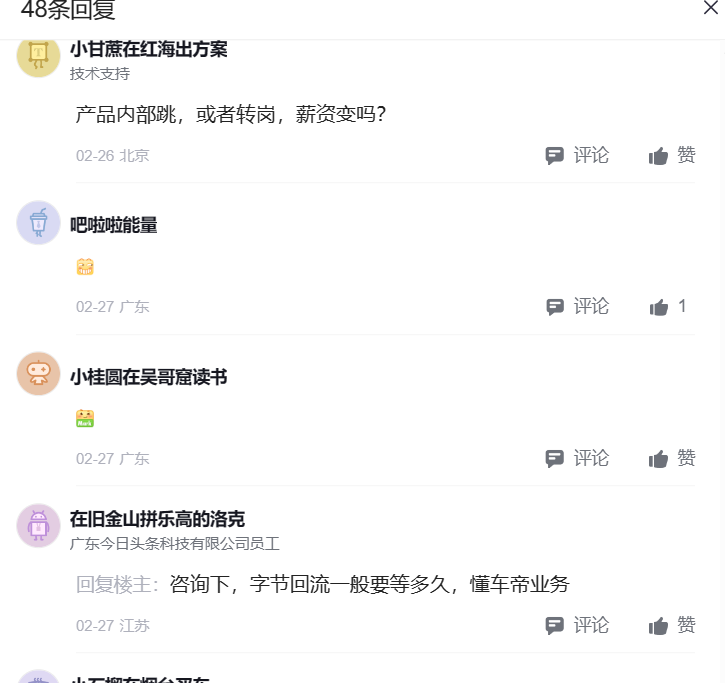 48条回复
小甘蔗在红海出方案
技术支持
产品内部跳，或者转岗，薪资变吗？
02-26 北京 评论 赞
吧啦啦能量
02-27 广东 评论 1
小桂圆在吴哥窟读书
Mark
02-27 广东 评论 赞
在旧金山拼乐高的洛克
广东今日头条科技有限公司员工
回复楼主：咨询下，字节回流一般要等多久，懂车帝业务
02-27 江苏 评论 赞